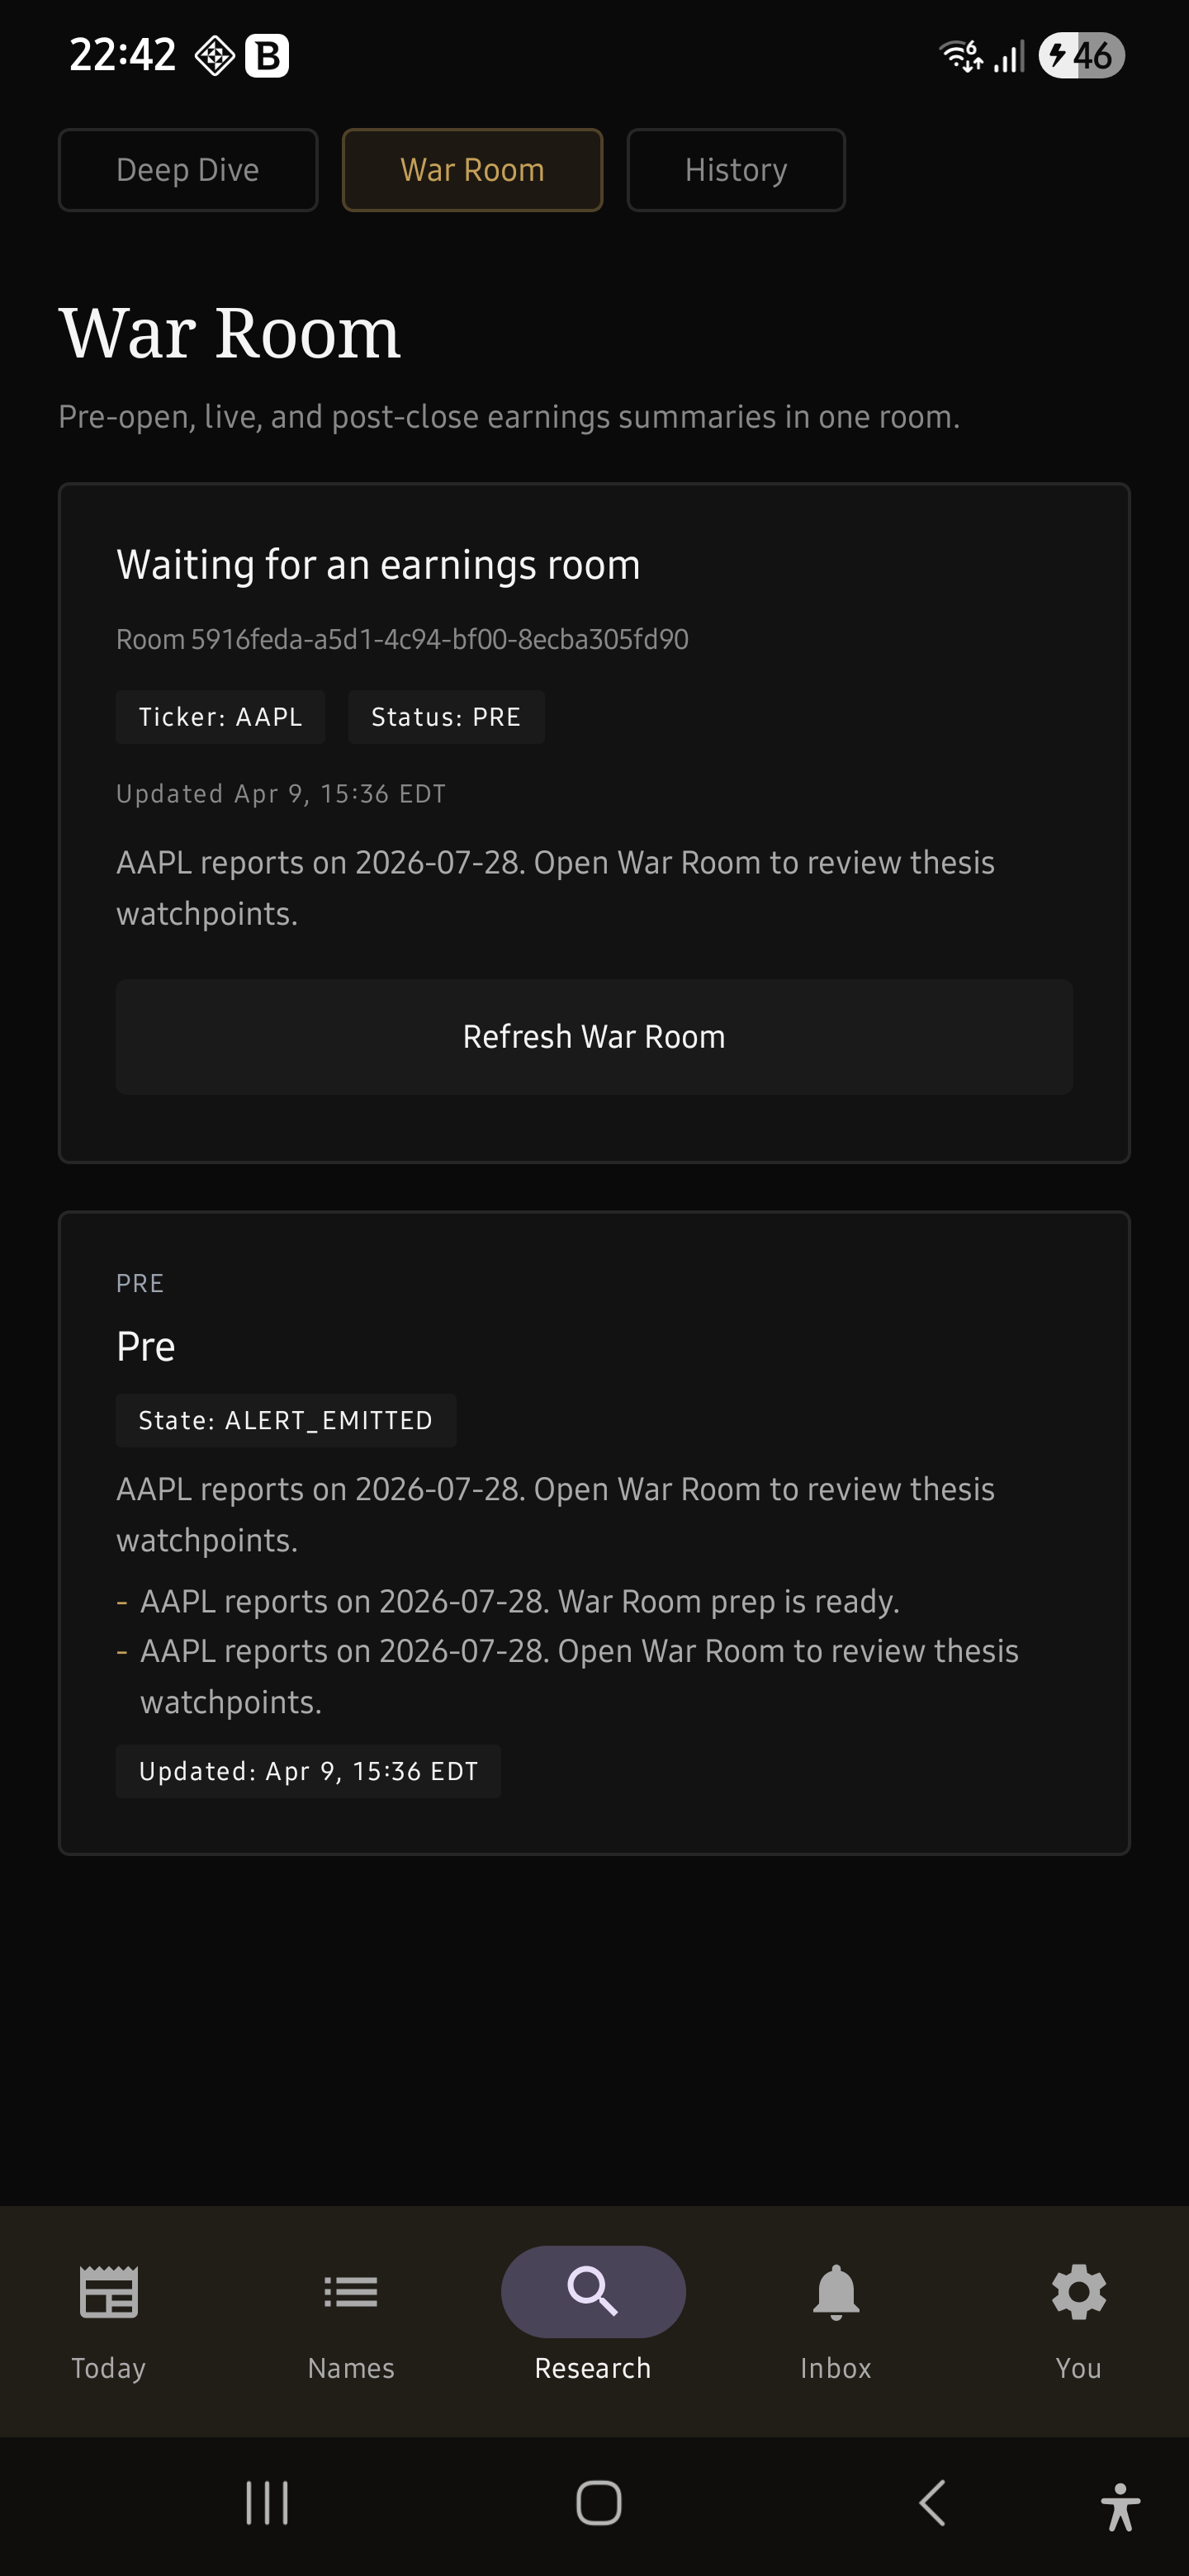 22:42
B
6
46
Deep Dive
War Room
History
War Room
Pre-open, live, and post-close earnings summaries in one room.
Waiting for an earnings room
Room 5916feda-a5d1-4c94-bf00-8ecba305fd90
Ticker: AAPL
Status: PRE
Updated Apr 9, 15:36 EDT
AAPL reports on 2026-07-28. Open War Room to review thesis
watchpoints.
Refresh War Room
PRE
Pre
State: ALERT_EMITTED
AAPL reports on 2026-07-28. Open War Room to review thesis
watchpoints.
- AAPL reports on 2026-07-28. War Room prep is ready.
- AAPL reports on 2026-07-28. Open War Room to review thesis
watchpoints.
Updated: Apr 9, 15:36 EDT
Today
Names
Research
Inbox
You